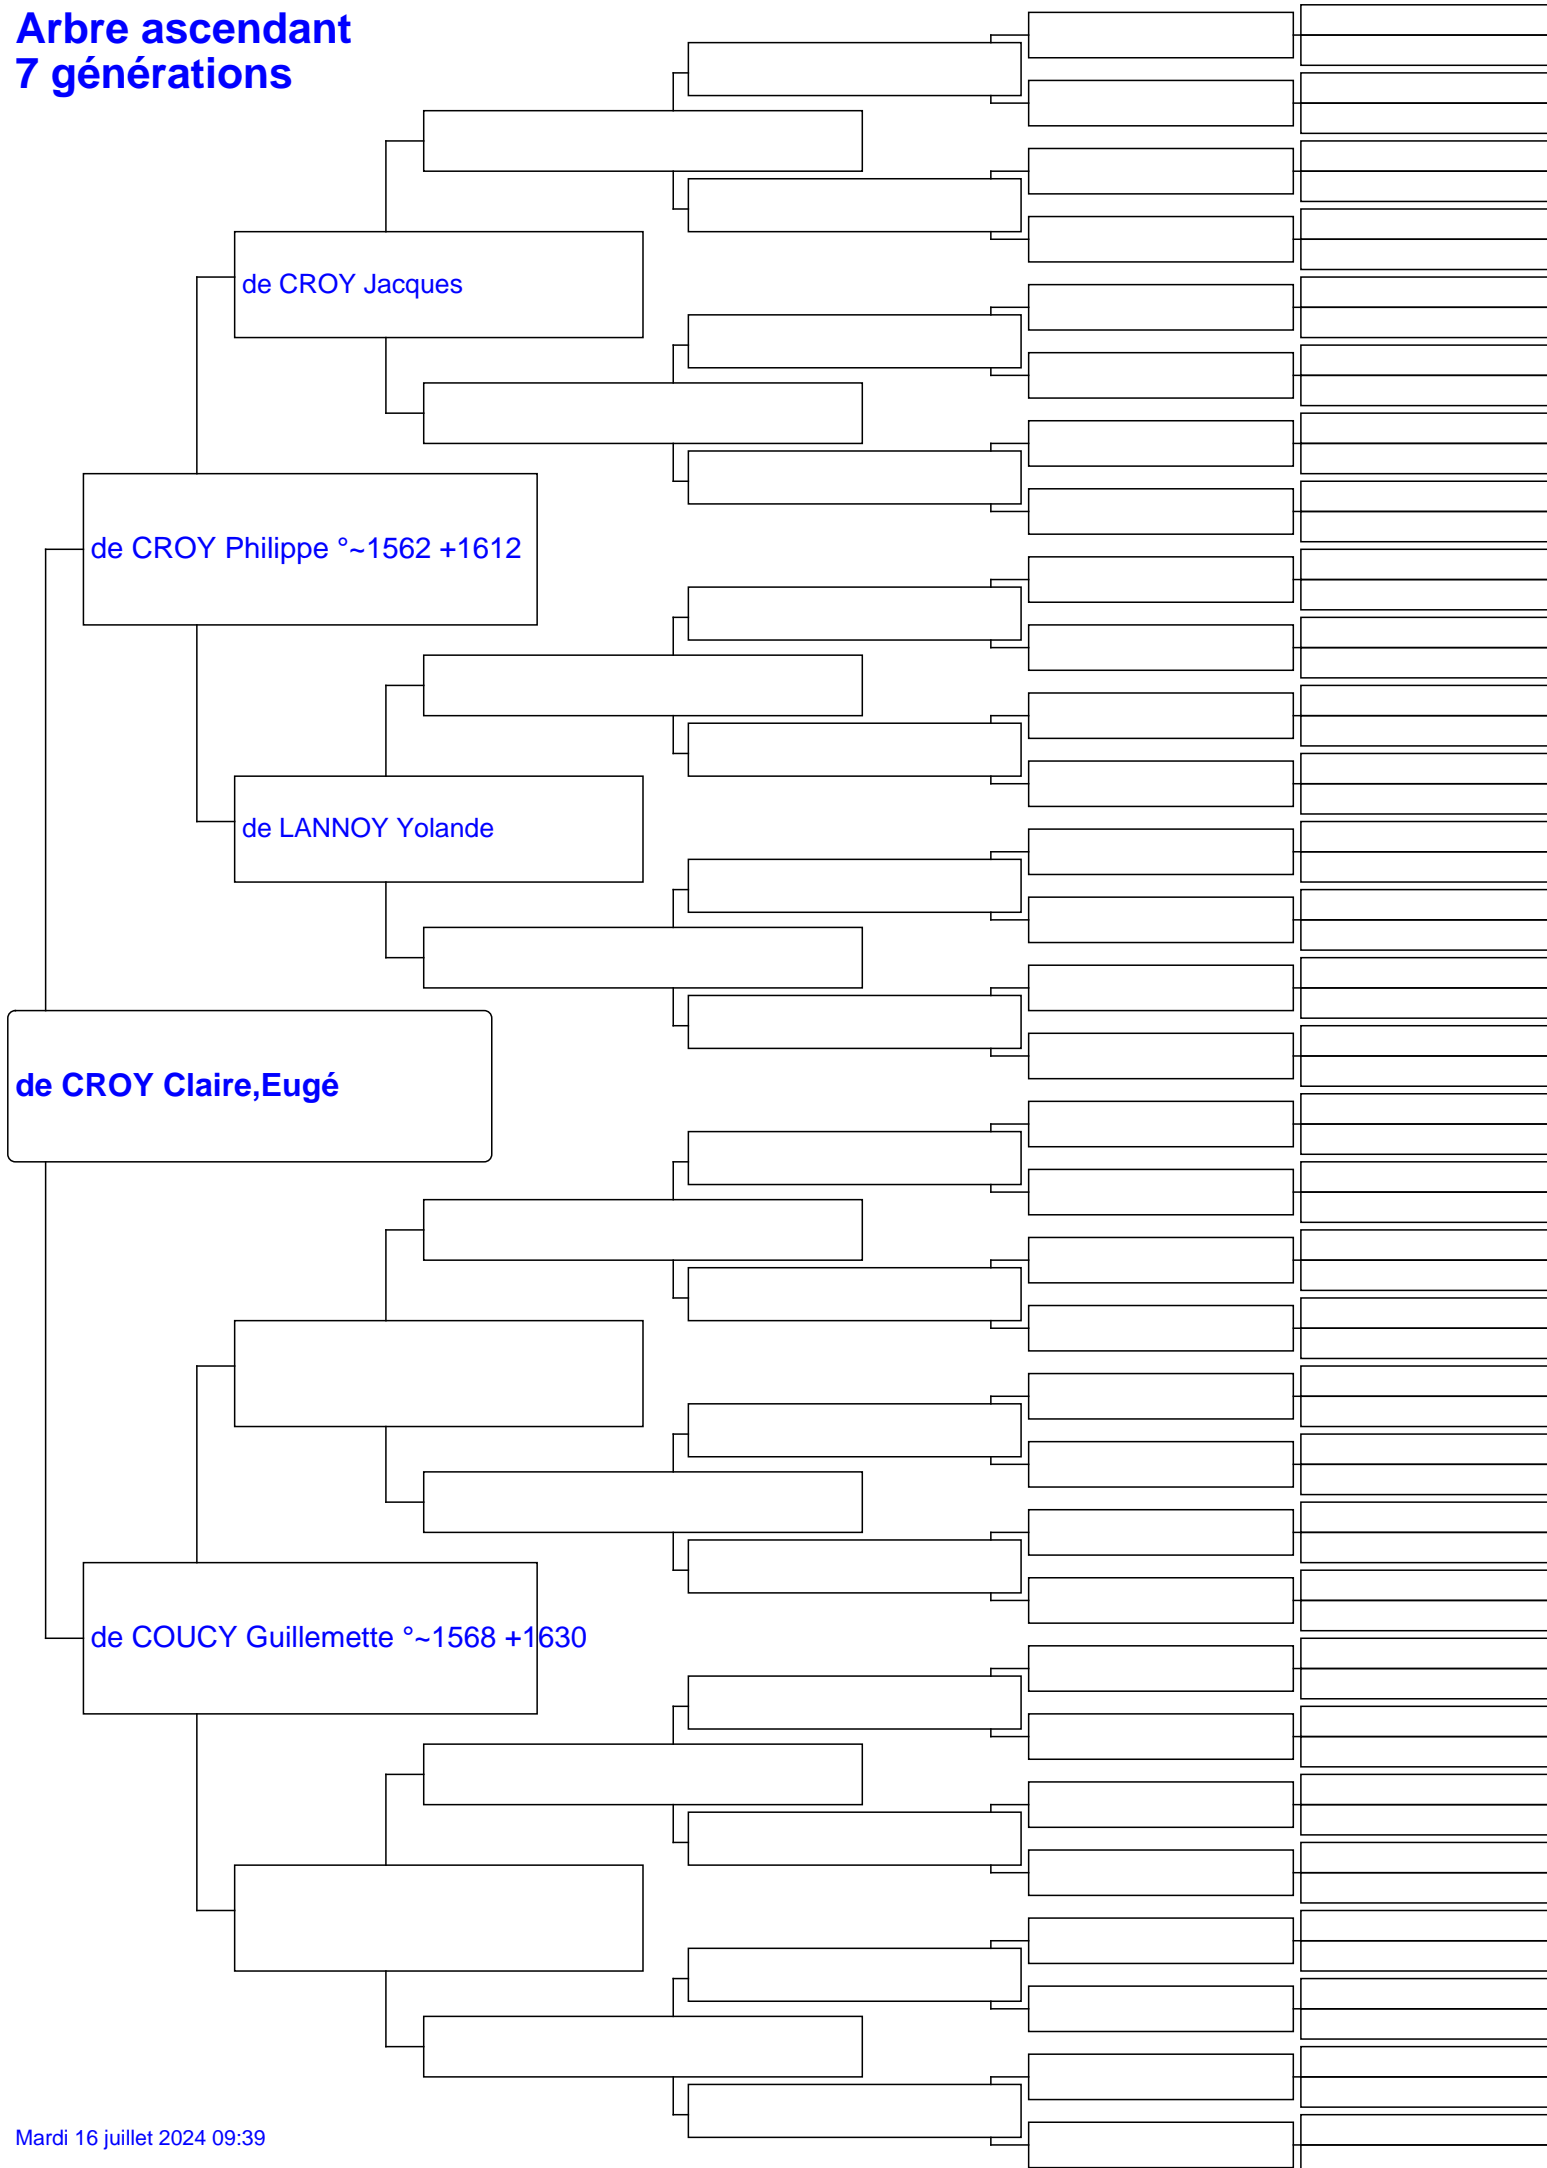 Arbre ascendant
7 générations
de CROY Jacques
de CROY Philippe °~1562 +1612
de LANNOY Yolande
de CROY Claire,Eugé
de COUCY Guillemette °~1568 +1630
Mardi 16 juillet 2024 09:39